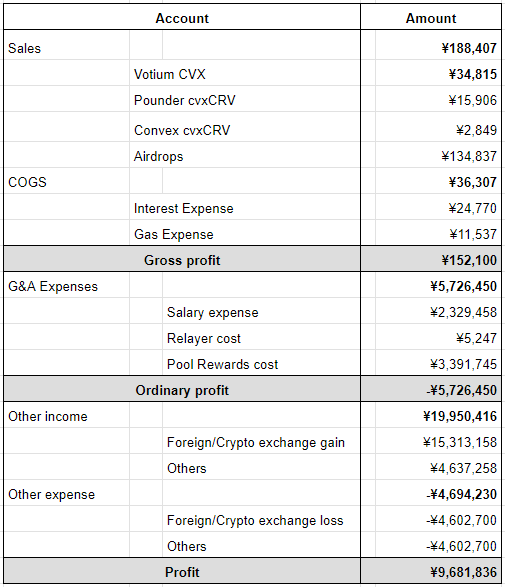 Account Amount
Sales ¥188,407
Votium CVX ¥34,815
Pounder cvxCRV ¥15,906
Convex cvxCRV ¥2,849
Airdrops ¥134,837
COGS ¥36,307
Interest Expense ¥24,770
Gas Expense ¥11,537
Gross profit ¥152,100
G&A Expenses ¥5,726,450
Salary expense ¥2,329,458
Relayer cost ¥5,247
Pool Rewards cost ¥3,391,745
Ordinary profit -¥5,726,450
Other income ¥19,950,416
Foreign/Crypto exchange gain ¥15,313,158
Others ¥4,637,258
Other expense -¥4,694,230
Foreign/Crypto exchange loss -¥4,602,700
Others -¥4,602,700
Profit ¥9,681,836